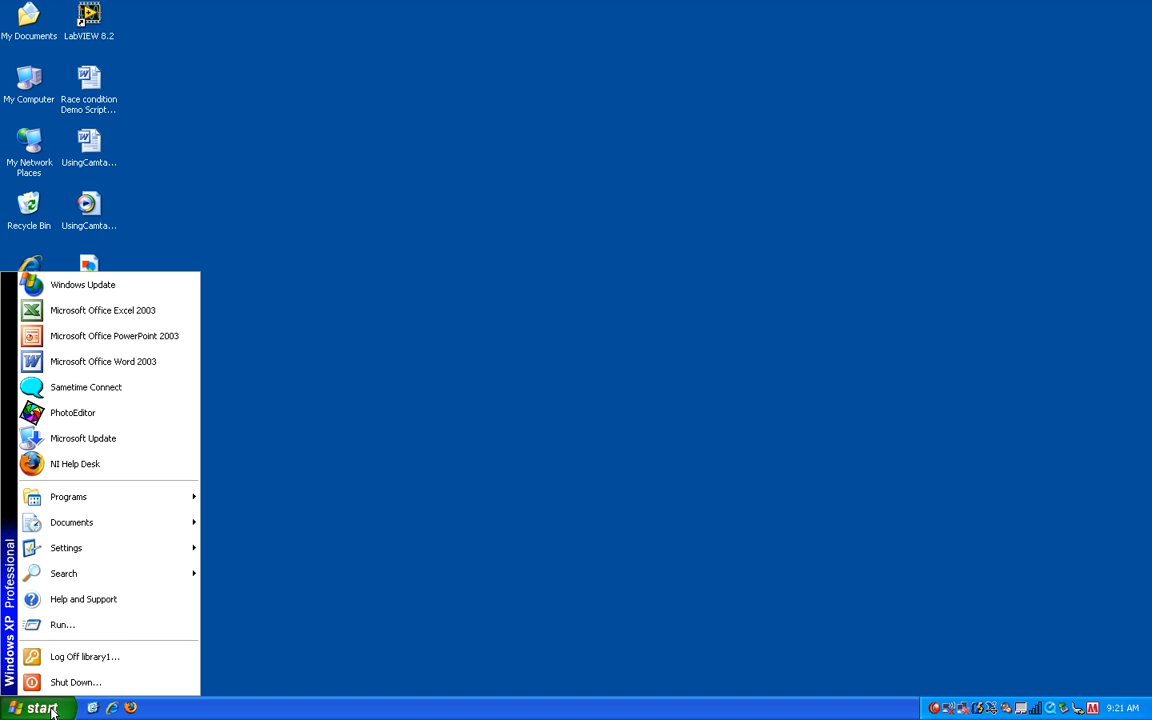 My Documents
LabVIEW 8.2
My Computer
Race condition
Demo Script...
My Network
Places
UsingCamta...
Recycle Bin
UsingCamta...
Windows Update
Microsoft Office Excel 2003
Microsoft Office PowerPoint 2003
Microsoft Office Word 2003
Sametime Connect
PhotoEditor
Microsoft Update
NI Help Desk
Programs
Documents
Settings
Search
Help and Support
Run...
Log Off library1...
Shut Down...
Windows XP Professional
start
9:21 AM